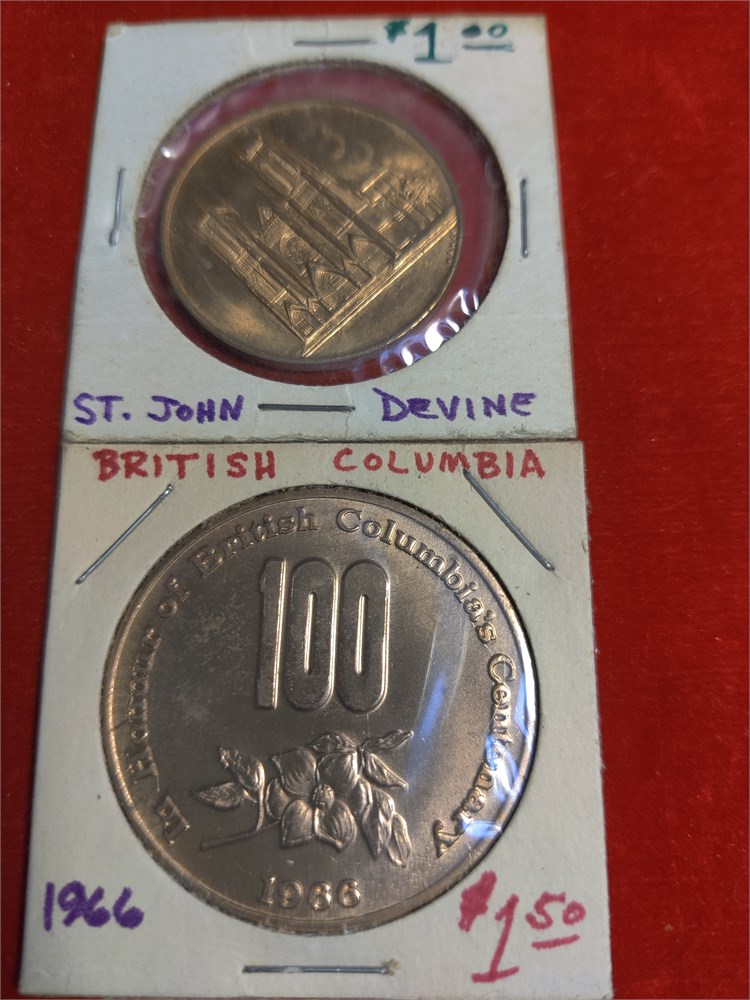 $1.00
ST. JOHN DEVINE
BRITISH COLUMBIA
In Honour of British Columbia's Centenary
100
1966
1966
$1.50